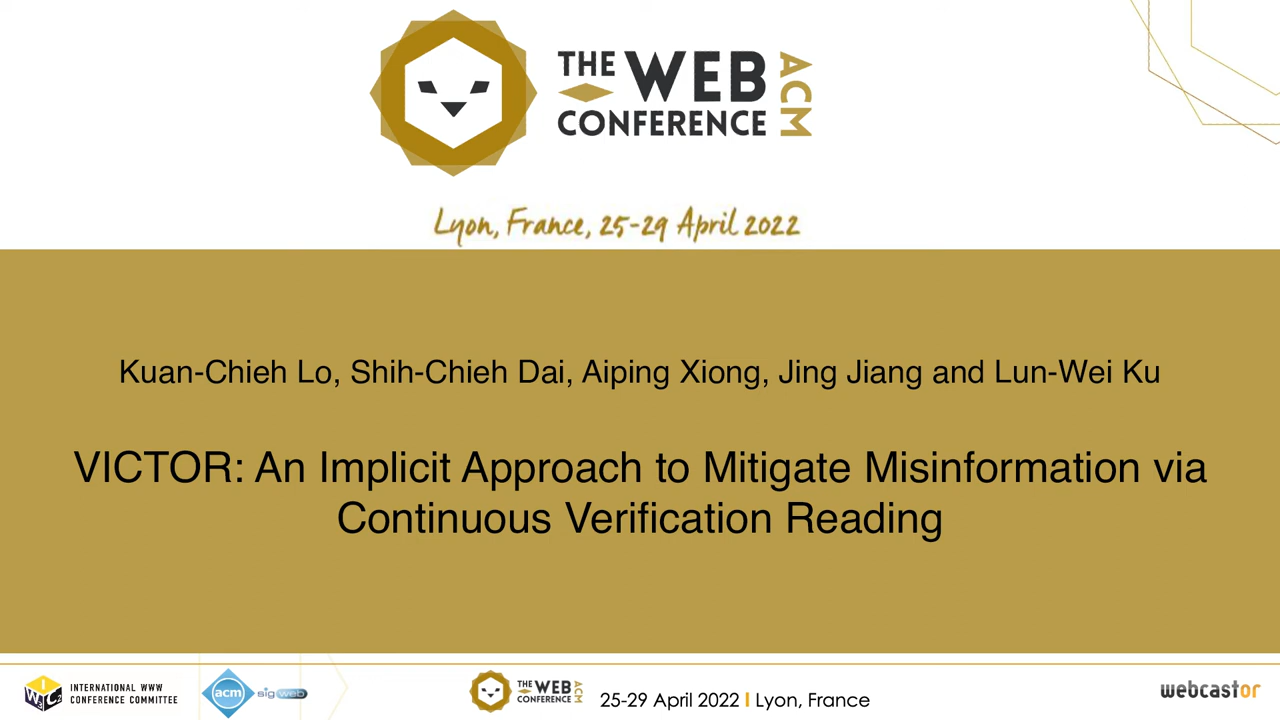 THE WEB CONFERENCE ACM
Lyon, France, 25-29 April 2022
Kuan-Chieh Lo, Shih-Chieh Dai, Aiping Xiong, Jing Jiang and Lun-Wei Ku
VICTOR: An Implicit Approach to Mitigate Misinformation via
Continuous Verification Reading
IW3C2
INTERNATIONAL WWW
CONFERENCE COMMITTEE
acm sigweb
THE WEB CONFERENCE ACM
25-29 April 2022 I Lyon, France
webcastor